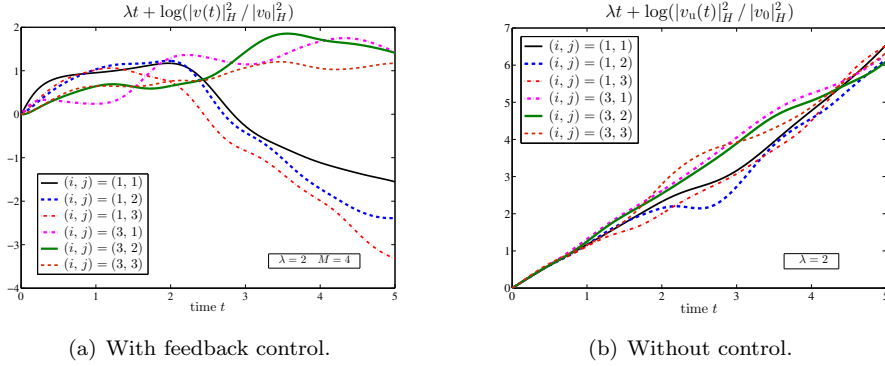 λt + log(|v(t)|²_H / |v₀|²_H)
2
1
0
−1
−2
−3
−4
0 1 2 3 4 5
time t
(i, j) = (1, 1)
(i, j) = (1, 2)
(i, j) = (1, 3)
(i, j) = (3, 1)
(i, j) = (3, 2)
(i, j) = (3, 3)
λ = 2 M = 4
(a) With feedback control.
λt + log(|v_u(t)|²_H / |v₀|²_H)
7
6
5
4
3
2
1
0
0 1 2 3 4 5
time t
(i, j) = (1, 1)
(i, j) = (1, 2)
(i, j) = (1, 3)
(i, j) = (3, 1)
(i, j) = (3, 2)
(i, j) = (3, 3)
λ = 2
(b) Without control.